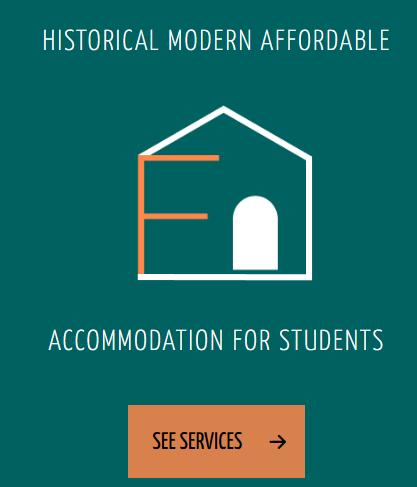 HISTORICAL MODERN AFFORDABLE
ACCOMMODATION FOR STUDENTS
SEE SERVICES →